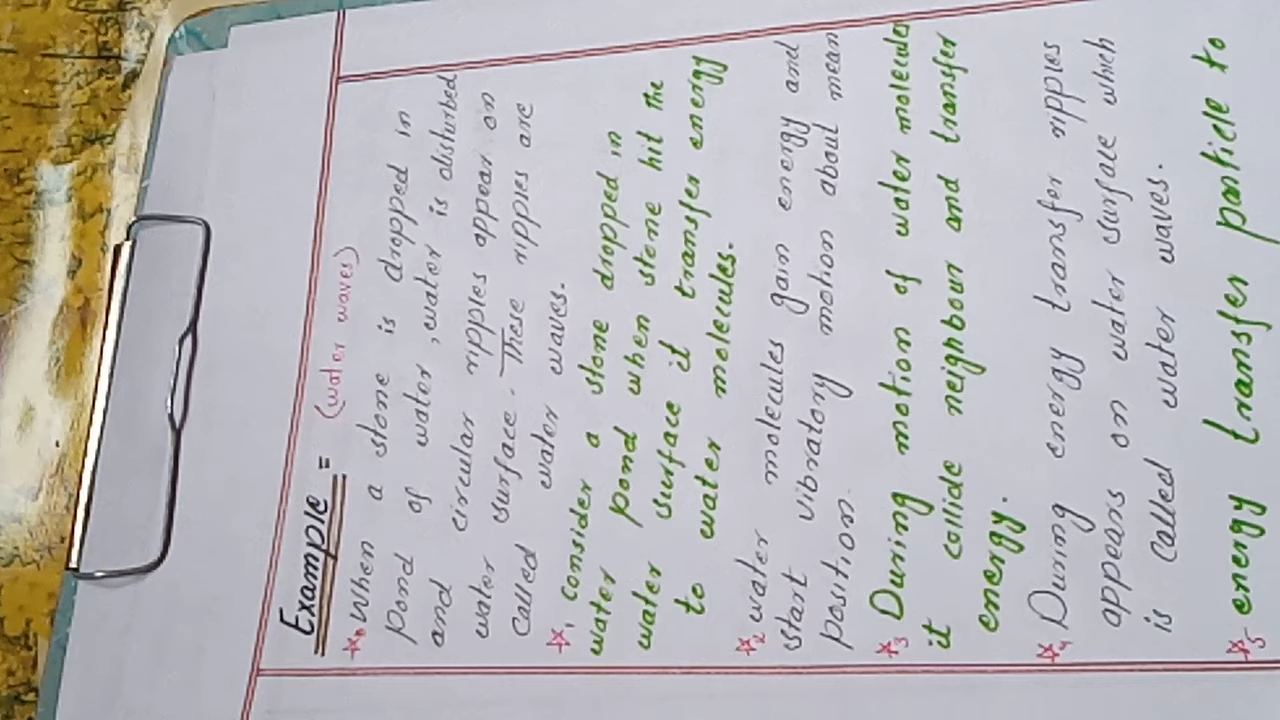 Example = (water waves)
When a stone is dropped in
pond of water , water is disturbed
and circular ripples appear on
water surface. These ripples are
called water waves.
1 consider a stone dropped in
water pond when stone hit the
water surface it transfer energy
to water molecules.
2 water molecules gain energy and
start vibratory motion about mean
position.
3 During motion of water molecules
it collide neighbour and transfer
energy.
4 During energy transfer ripples
appears on water surface which
is called water waves.
5 energy transfer particle to